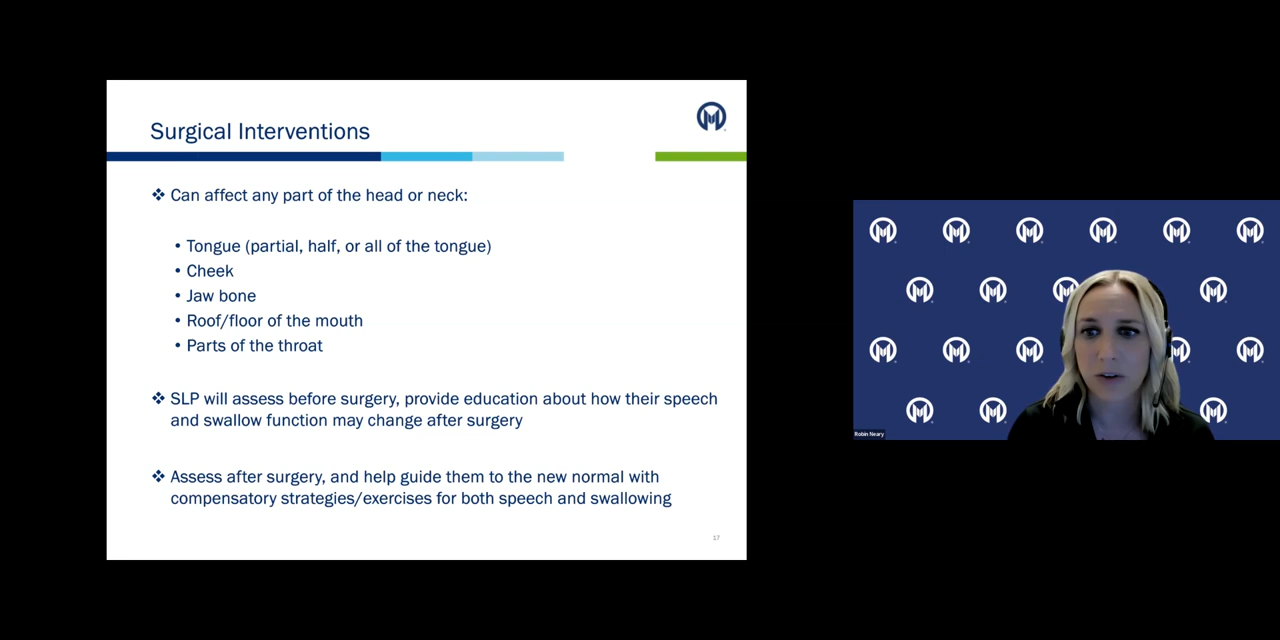 Surgical Interventions
❖ Can affect any part of the head or neck:
• Tongue (partial, half, or all of the tongue)
• Cheek
• Jaw bone
• Roof/floor of the mouth
• Parts of the throat
❖ SLP will assess before surgery, provide education about how their speech
and swallow function may change after surgery
❖ Assess after surgery, and help guide them to the new normal with
compensatory strategies/exercises for both speech and swallowing
17
Robin Neary